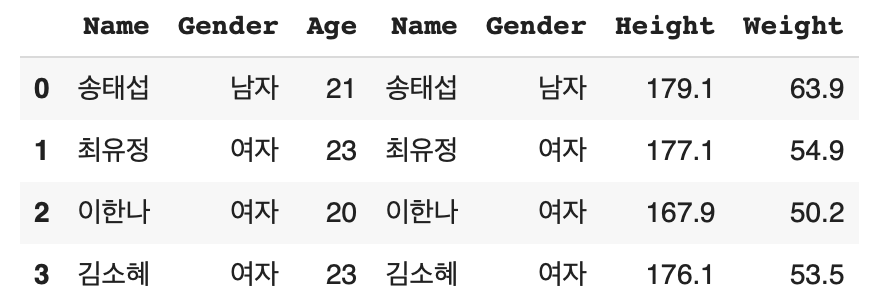 Name Gender Age Name Gender Height Weight
0 송태섭 남자 21 송태섭 남자 179.1 63.9
1 최유정 여자 23 최유정 여자 177.1 54.9
2 이한나 여자 20 이한나 여자 167.9 50.2
3 김소혜 여자 23 김소혜 여자 176.1 53.5